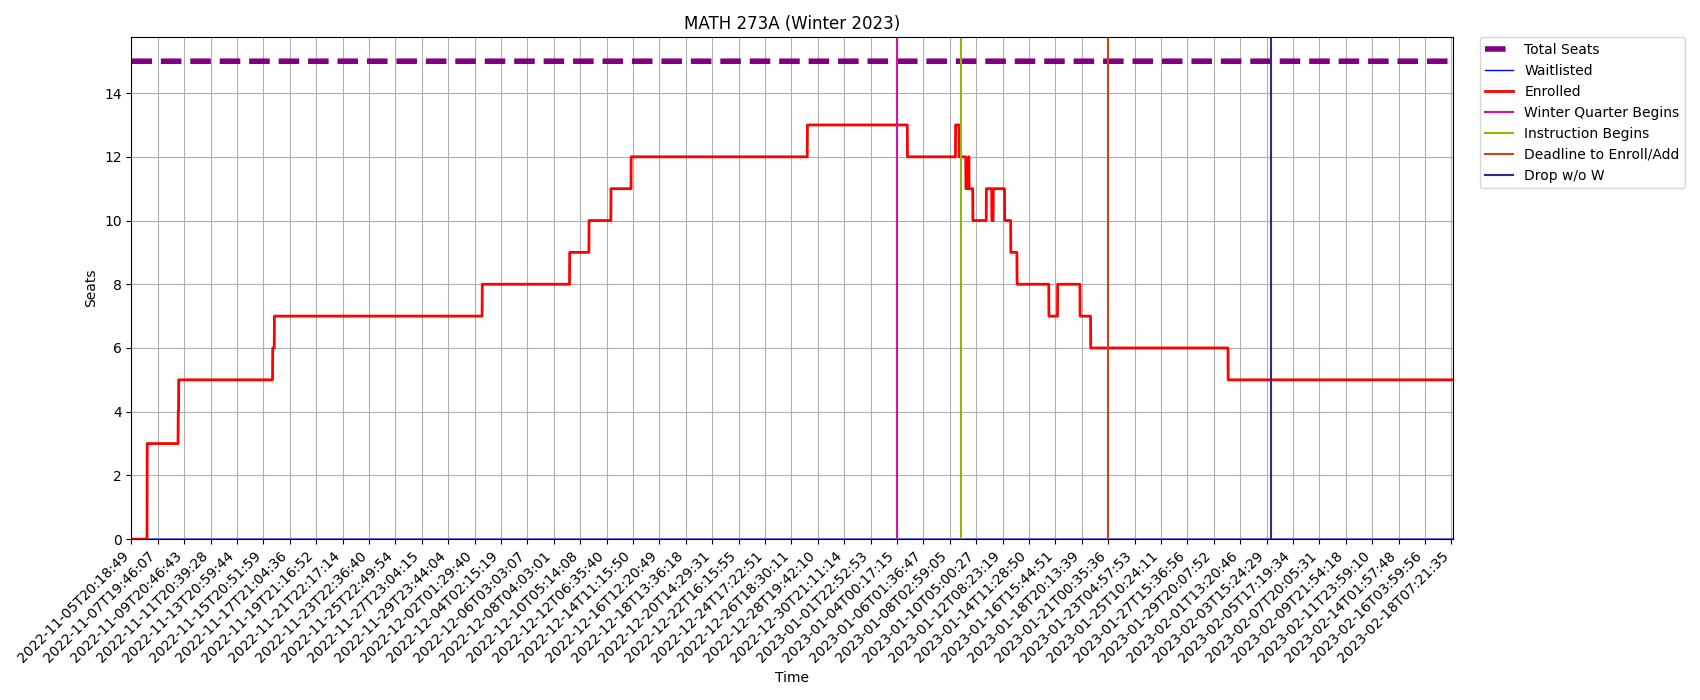 MATH 273A (Winter 2023)
Total Seats
Waitlisted
Enrolled
Winter Quarter Begins
Instruction Begins
Deadline to Enroll/Add
Drop w/o W
Seats
14
12
10
8
6
4
2
0
2022-11-05T20:18:49
2022-11-07T19:46:07
2022-11-09T20:46:43
2022-11-11T20:39:28
2022-11-13T20:59:44
2022-11-15T20:51:59
2022-11-17T21:04:36
2022-11-19T21:16:52
2022-11-21T22:17:14
2022-11-23T22:36:40
2022-11-25T22:49:54
2022-11-27T23:04:15
2022-11-29T23:44:04
2022-12-02T01:29:40
2022-12-04T02:15:19
2022-12-06T03:03:07
2022-12-08T04:03:01
2022-12-10T05:14:08
2022-12-12T06:35:40
2022-12-14T11:15:50
2022-12-16T12:20:49
2022-12-18T13:36:18
2022-12-20T14:29:31
2022-12-22T16:15:55
2022-12-24T17:22:51
2022-12-26T18:30:11
2022-12-28T19:42:10
2022-12-30T21:11:14
2023-01-01T22:52:53
2023-01-04T00:17:15
2023-01-06T01:36:47
2023-01-08T02:59:05
2023-01-10T05:00:27
2023-01-12T08:23:19
2023-01-14T11:28:50
2023-01-16T15:44:51
2023-01-18T20:13:39
2023-01-21T00:35:36
2023-01-23T04:57:53
2023-01-25T10:24:11
2023-01-27T15:36:56
2023-01-29T20:07:52
2023-02-01T13:20:46
2023-02-03T15:24:29
2023-02-05T17:19:34
2023-02-07T20:05:31
2023-02-09T21:54:18
2023-02-11T23:59:10
2023-02-14T01:57:48
2023-02-16T03:59:56
2023-02-18T07:21:35
Time